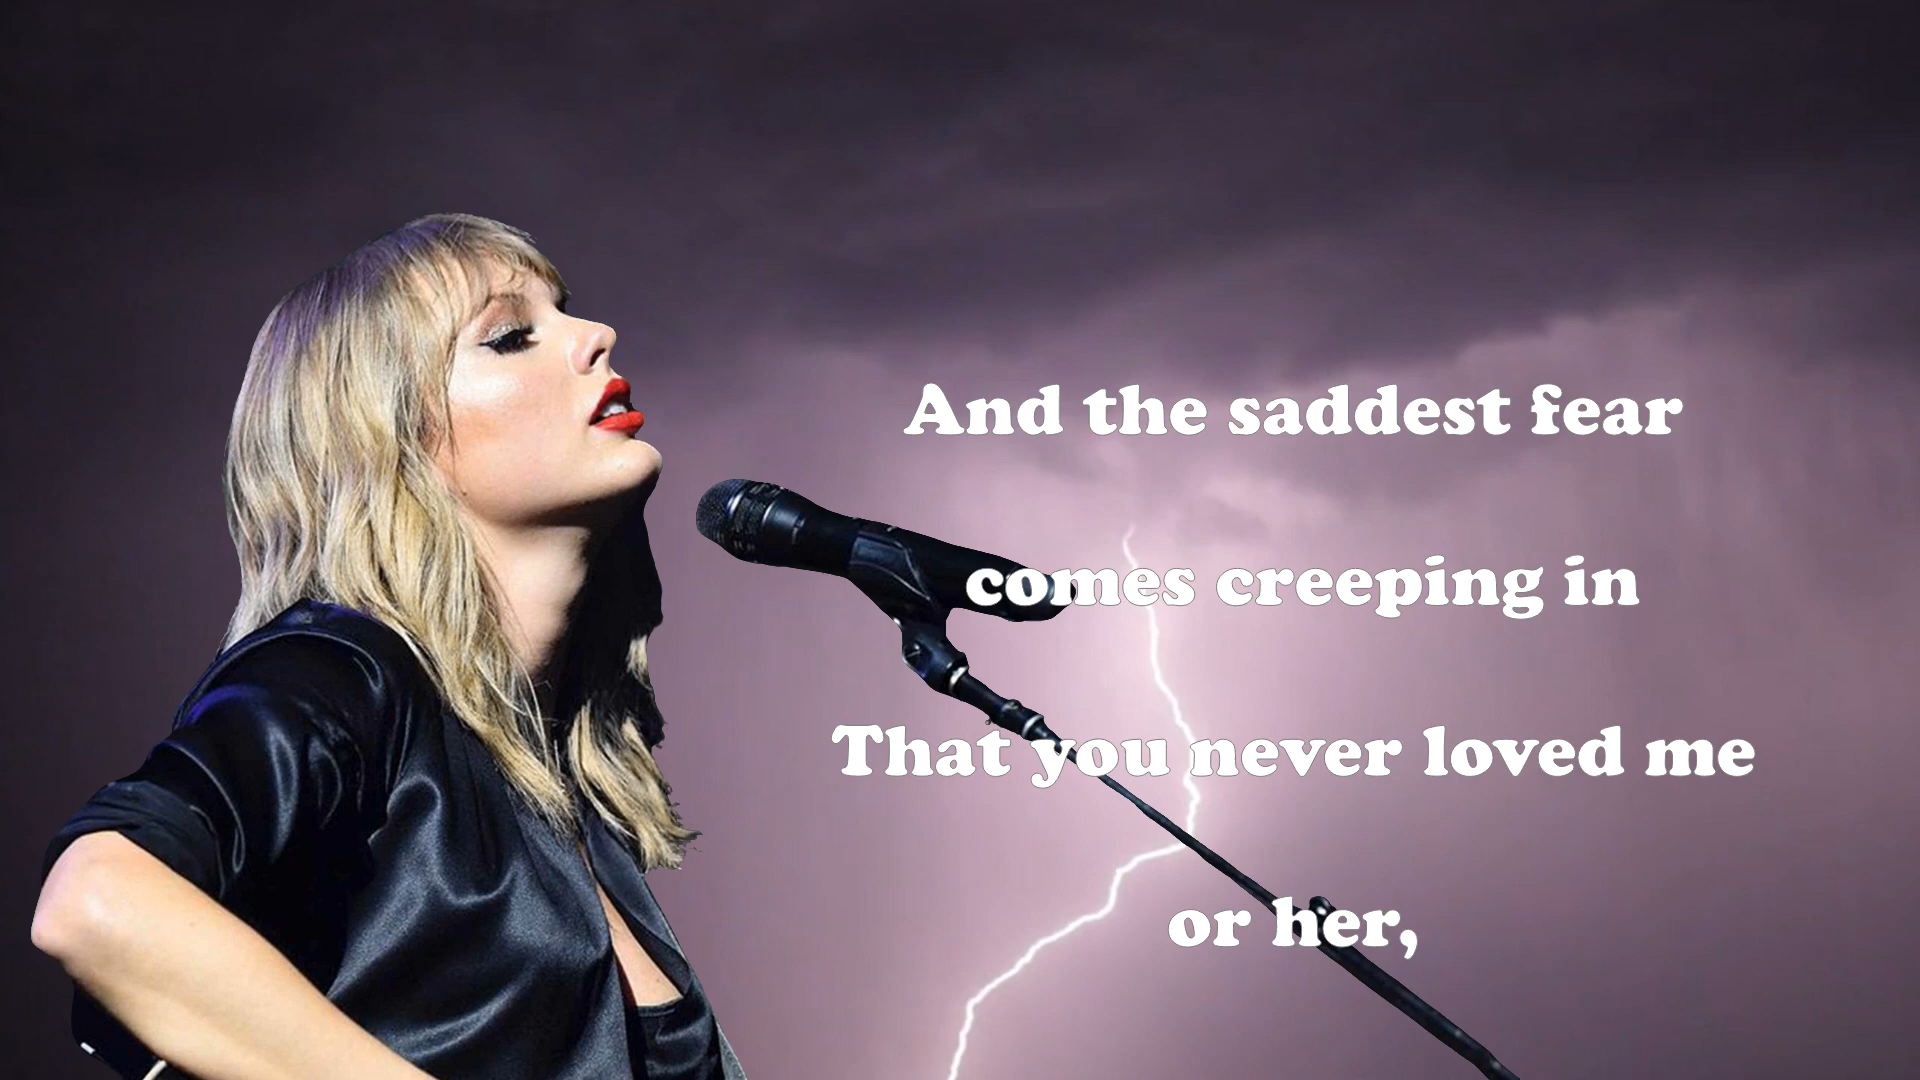 And the saddest fear
comes creeping in
That you never loved me
or her,